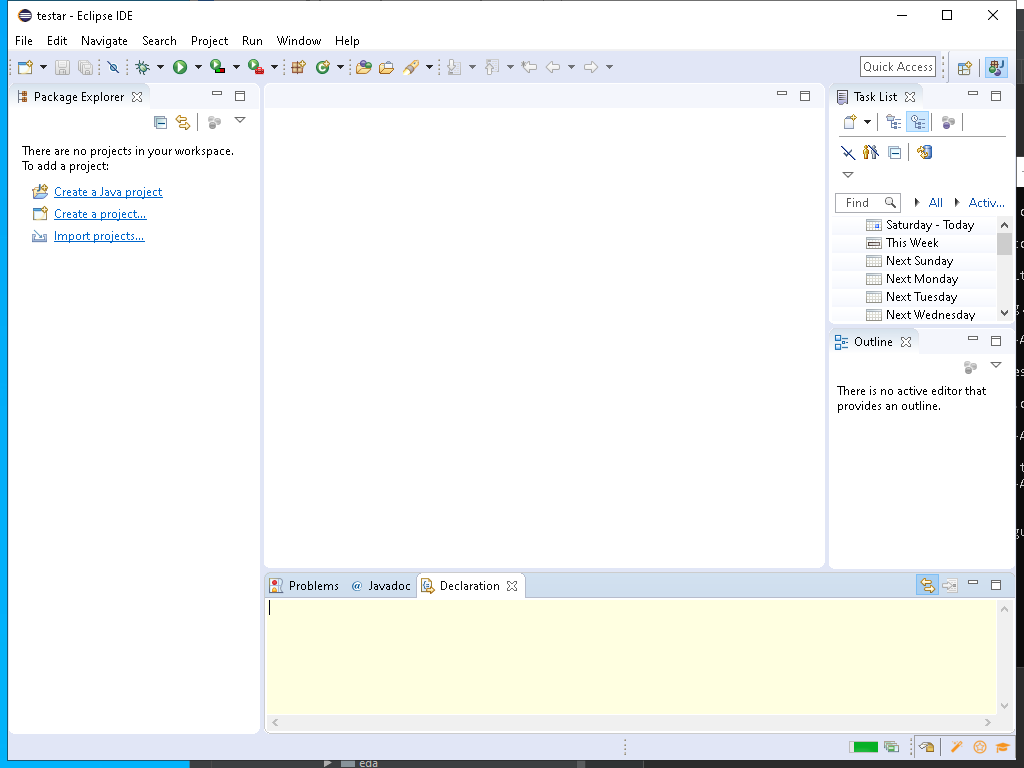 testar - Eclipse IDE
File Edit Navigate Search Project Run Window Help
Quick Access
Package Explorer
There are no projects in your workspace.
To add a project:
Create a Java project
Create a project...
Import projects...
Task List
Find All Activ...
Saturday - Today
This Week
Next Sunday
Next Monday
Next Tuesday
Next Wednesday
Outline
There is no active editor that
provides an outline.
Problems @ Javadoc Declaration
eda